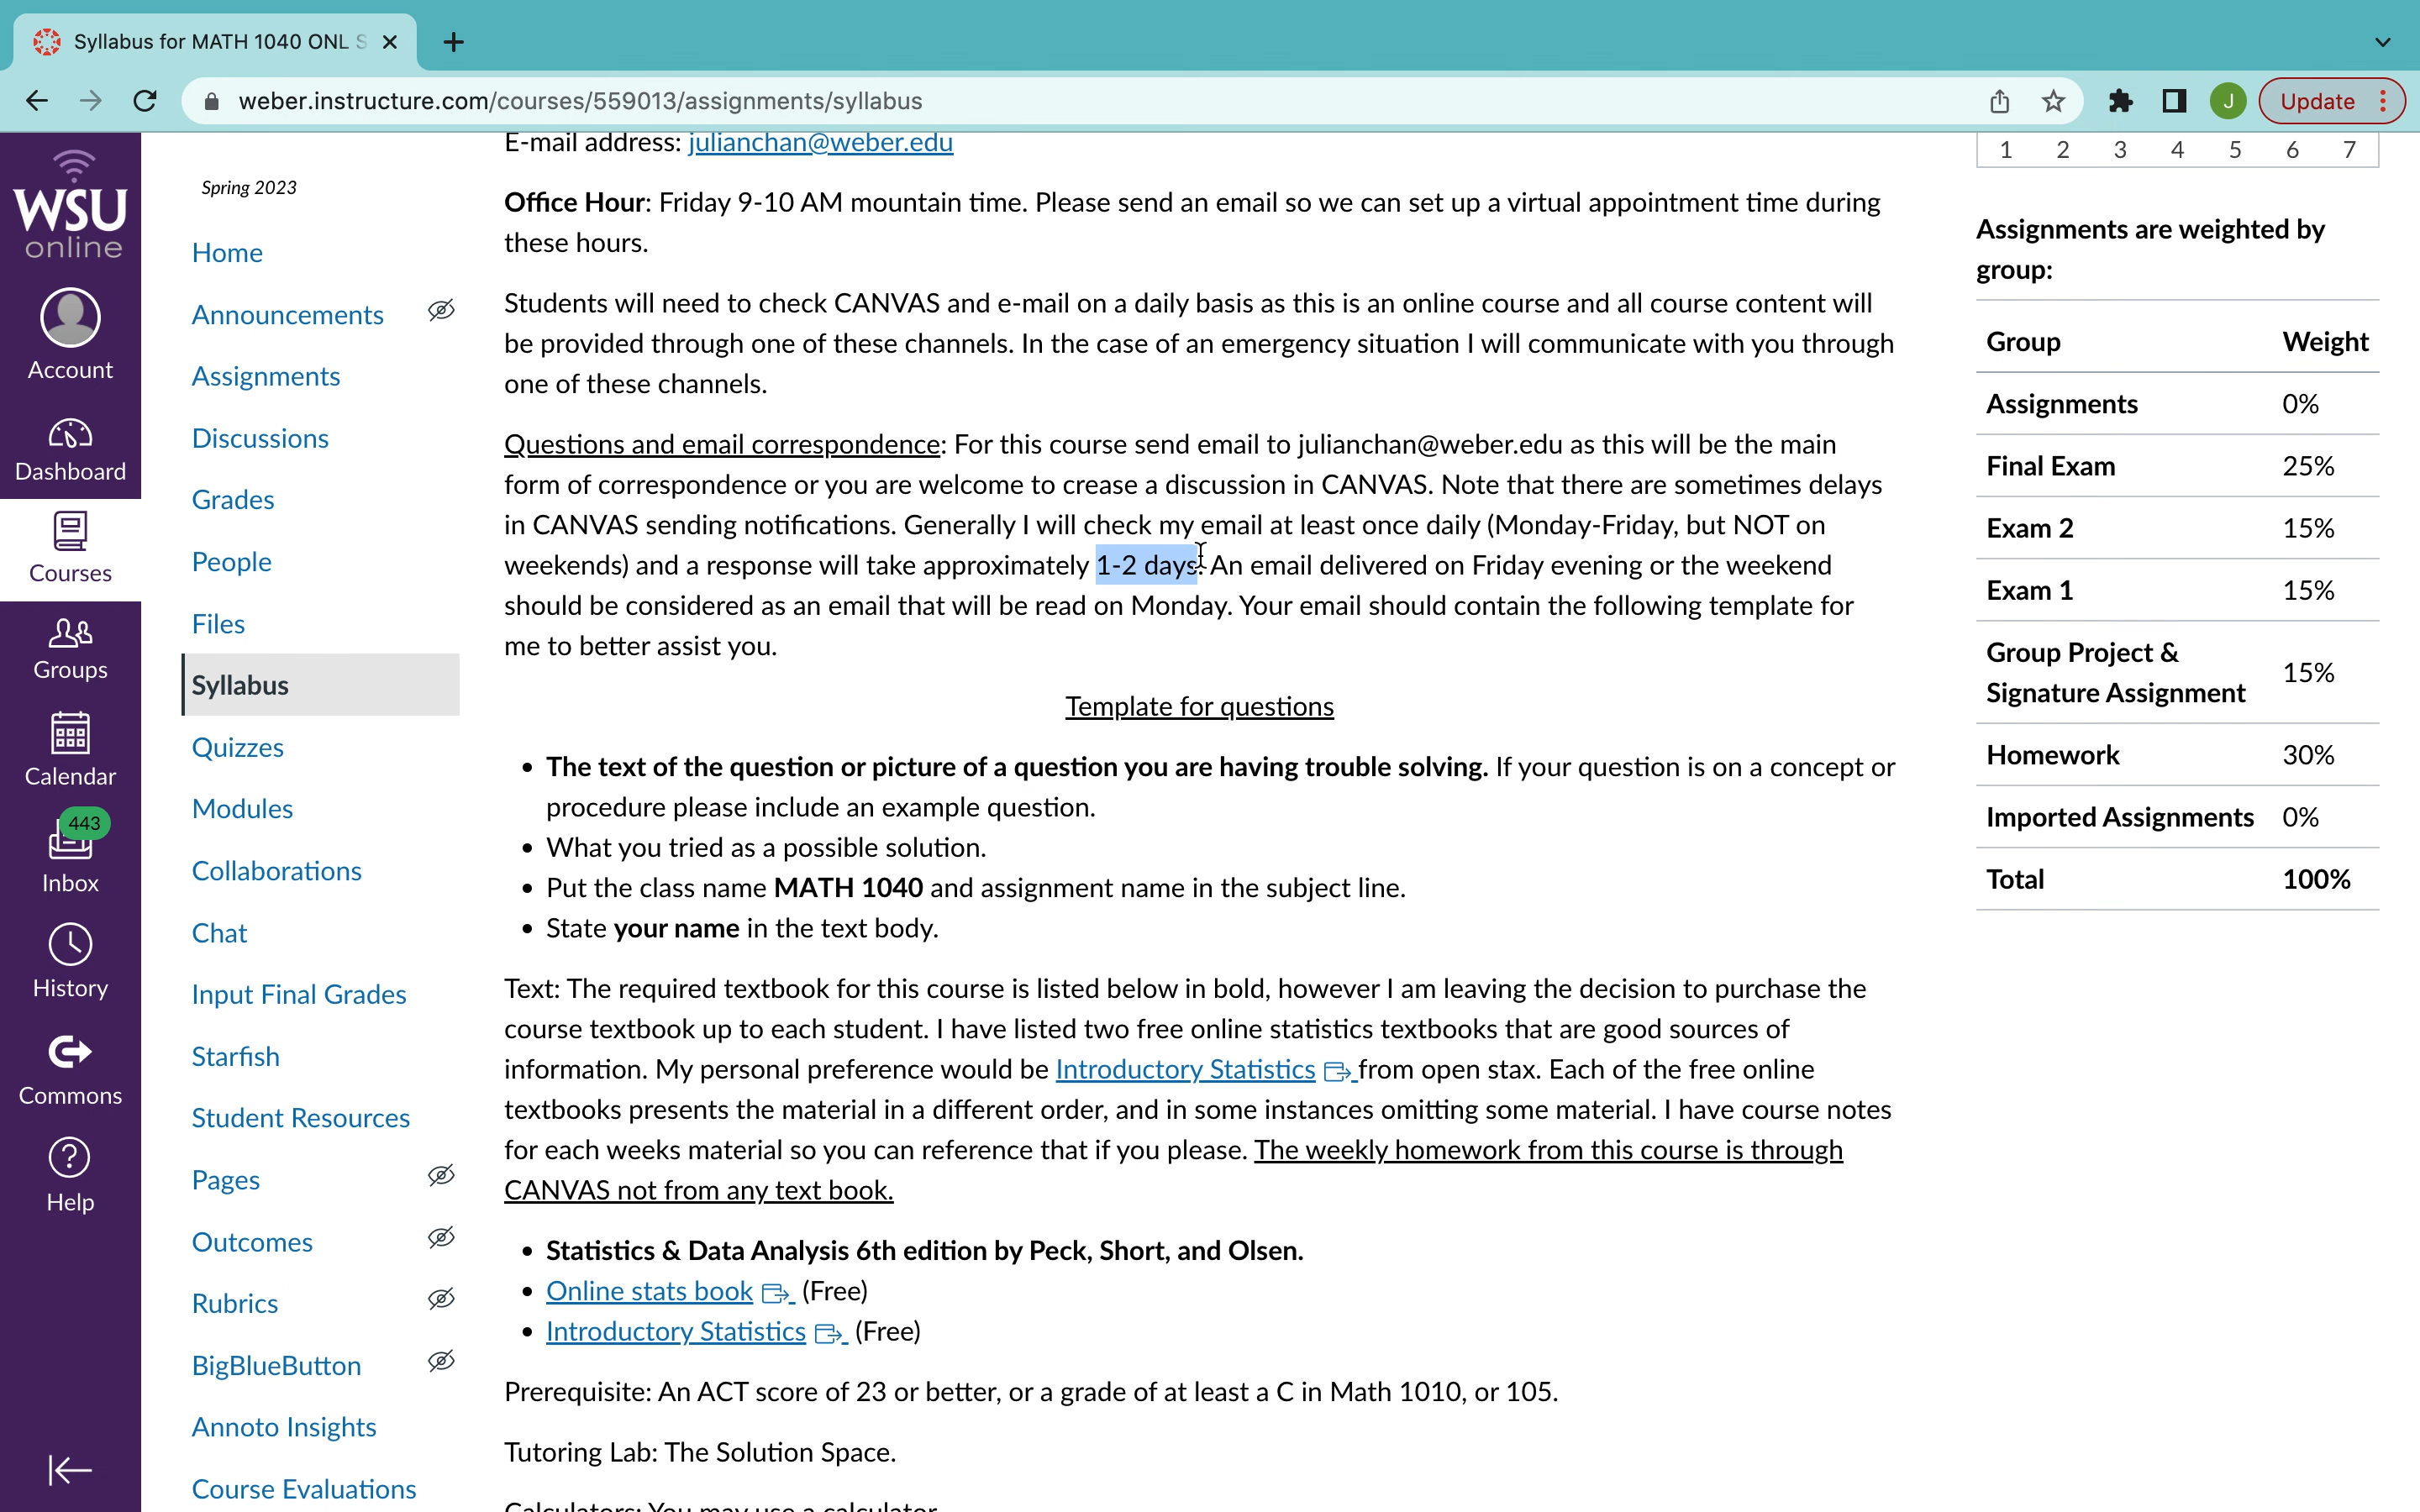 Syllabus for MATH 1040 ONL S
weber.instructure.com/courses/559013/assignments/syllabus
J
Update
WSU
online
Account
Dashboard
Courses
Groups
Calendar
443
Inbox
History
Commons
Help
Spring 2023
Home
Announcements
Assignments
Discussions
Grades
People
Files
Syllabus
Quizzes
Modules
Collaborations
Chat
Input Final Grades
Starfish
Student Resources
Pages
Outcomes
Rubrics
BigBlueButton
Annoto Insights
Course Evaluations
E-mail address: julianchan@weber.edu
Office Hour: Friday 9-10 AM mountain time. Please send an email so we can set up a virtual appointment time during
these hours.
Students will need to check CANVAS and e-mail on a daily basis as this is an online course and all course content will
be provided through one of these channels. In the case of an emergency situation I will communicate with you through
one of these channels.
Questions and email correspondence: For this course send email to julianchan@weber.edu as this will be the main
form of correspondence or you are welcome to crease a discussion in CANVAS. Note that there are sometimes delays
in CANVAS sending notifications. Generally I will check my email at least once daily (Monday-Friday, but NOT on
weekends) and a response will take approximately 1-2 days. An email delivered on Friday evening or the weekend
should be considered as an email that will be read on Monday. Your email should contain the following template for
me to better assist you.
Template for questions
• The text of the question or picture of a question you are having trouble solving. If your question is on a concept or
procedure please include an example question.
• What you tried as a possible solution.
• Put the class name MATH 1040 and assignment name in the subject line.
• State your name in the text body.
Text: The required textbook for this course is listed below in bold, however I am leaving the decision to purchase the
course textbook up to each student. I have listed two free online statistics textbooks that are good sources of
information. My personal preference would be Introductory Statistics from open stax. Each of the free online
textbooks presents the material in a different order, and in some instances omitting some material. I have course notes
for each weeks material so you can reference that if you please. The weekly homework from this course is through
CANVAS not from any text book.
• Statistics & Data Analysis 6th edition by Peck, Short, and Olsen.
• Online stats book (Free)
• Introductory Statistics (Free)
Prerequisite: An ACT score of 23 or better, or a grade of at least a C in Math 1010, or 105.
Tutoring Lab: The Solution Space.
Calculators: You may use a calculator
1 2 3 4 5 6 7
Assignments are weighted by
group:
Group Weight
Assignments 0%
Final Exam 25%
Exam 2 15%
Exam 1 15%
Group Project &
Signature Assignment 15%
Homework 30%
Imported Assignments 0%
Total 100%